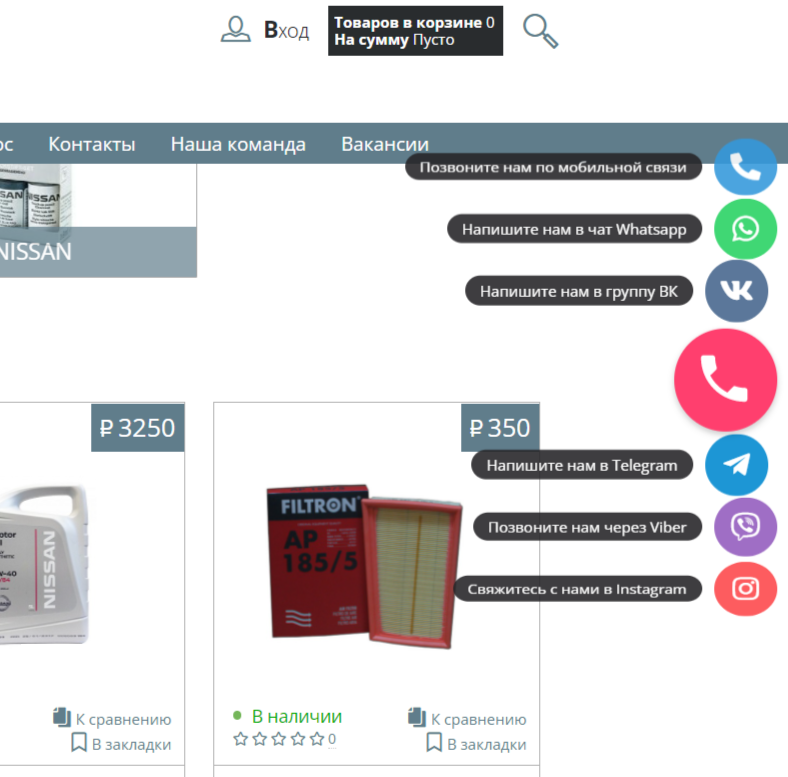 Вход
Товаров в корзине 0
На сумму Пусто
ос Контакты Наша команда Вакансии
Позвоните нам по мобильной связи
SAN NISSAN
Напишите нам в чат Whatsapp
NISSAN
Напишите нам в группу ВК
₽ 3250
₽ 350
Напишите нам в Telegram
FILTRON
AP
185/5
NISSAN
Позвоните нам через Viber
Свяжитесь с нами в Instagram
В наличии
0
К сравнению
В закладки
К сравнению
В закладки